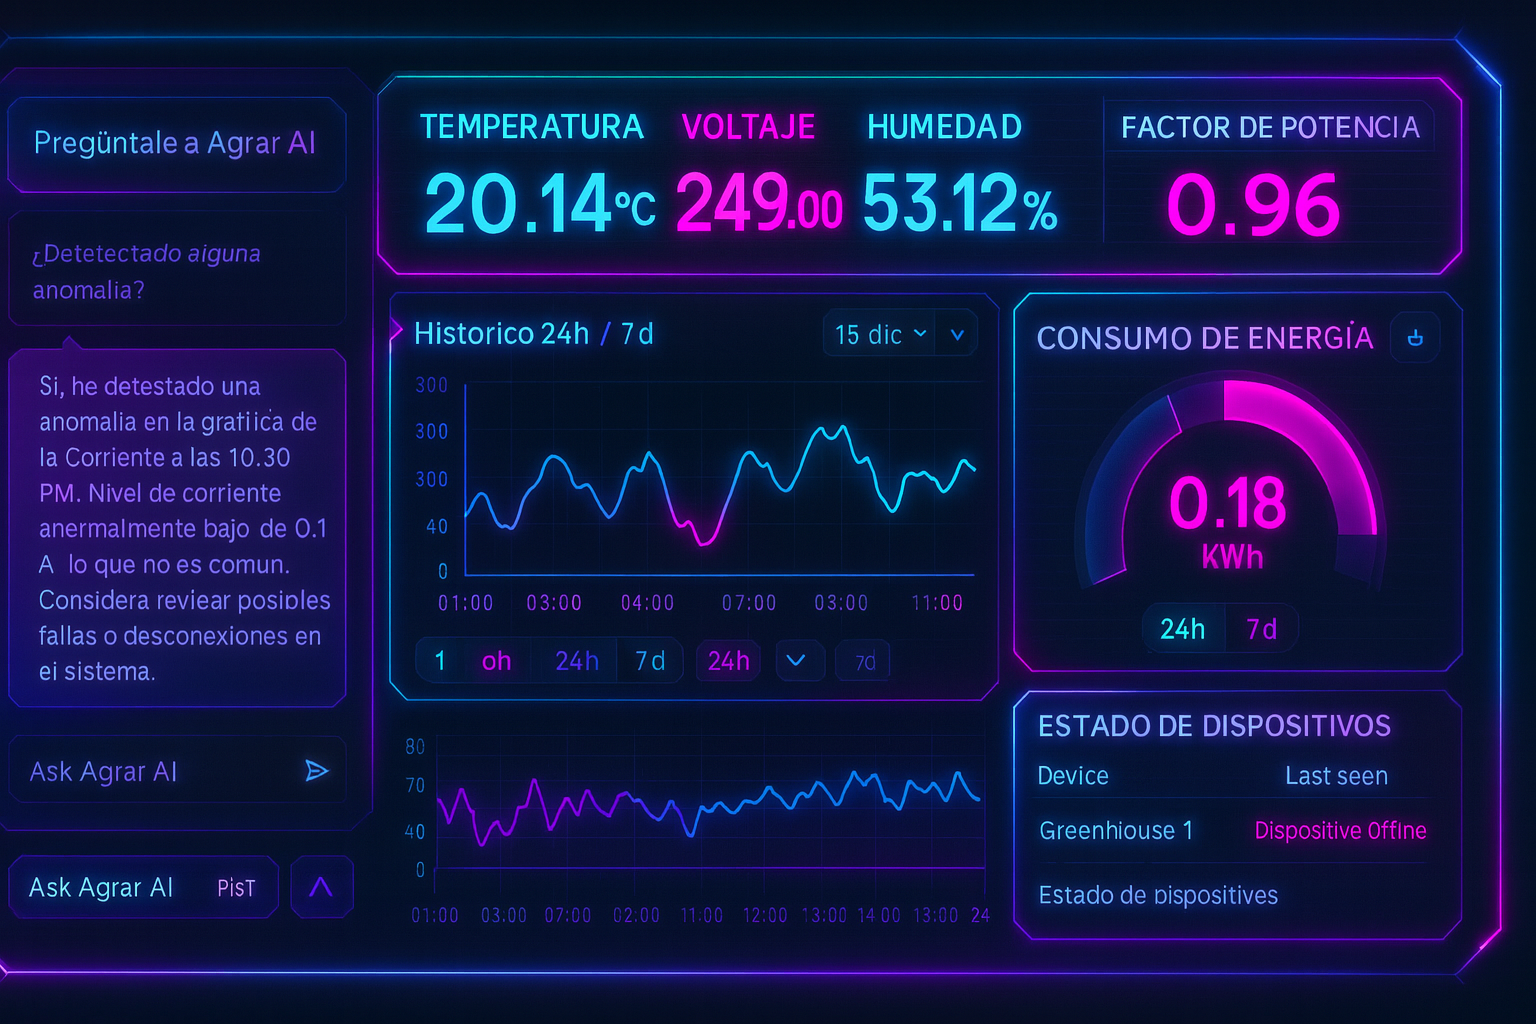 Pregüntale a Agrar AI
¿Detetectado aiguna
anomalia?
Si, he detestado una
anomalia en la grafiica de
la Corriente a las 10.30
PM. Nivel de corriente
anermalmente bajo de 0.1
A lo que no es comun.
Considera reviear posiples
fallas o desconexiones en
ei sistema.
Ask Agrar AI
Ask Agrar AI PisT
TEMPERATURA VOLTAJE HUMEDAD FACTOR DE POTENCIA
20.14°C 249.00 53.12% 0.96
Historico 24h / 7d 15 dic
300
300
300
40
0
01:00 03:00 04:00 07:00 03:00 11:00
1 oh 24h 7d 24h 7d
80
70
40
0
01:00 03:00 07:00 02:00 11:00 12:00 13:00 14 00 13:00 24
CONSUMO DE ENERGÍA
0.18
KWh
24h 7d
ESTADO DE DISPOSITIVOS
Device Last seen
Greenhiouse 1 Dispositive Offlne
Estado de pispositives